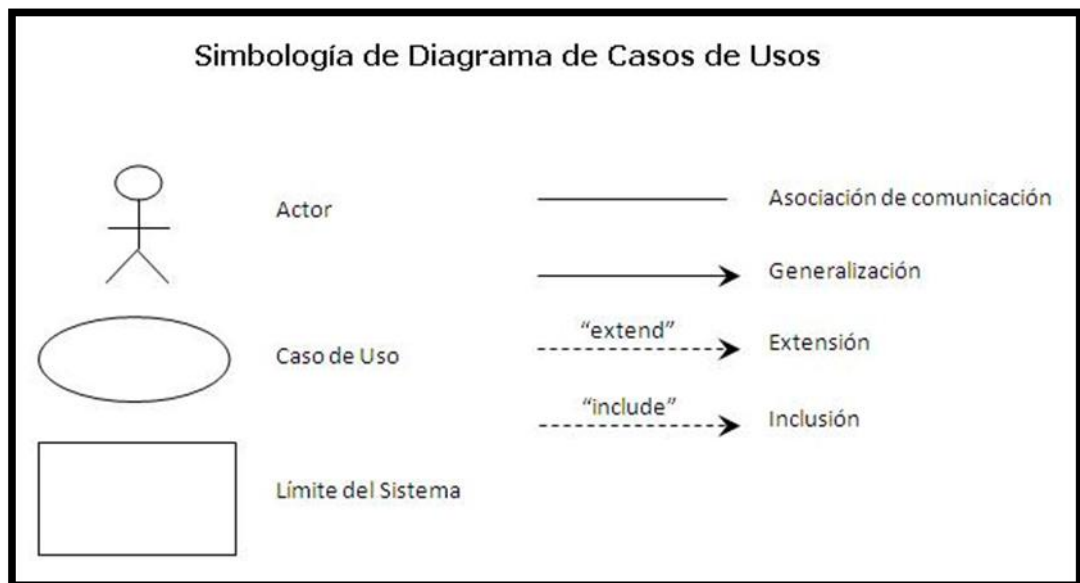 Simbología de Diagrama de Casos de Usos
Actor
Caso de Uso
Límite del Sistema
Asociación de comunicación
Generalización
“extend”
Extensión
“include”
Inclusión